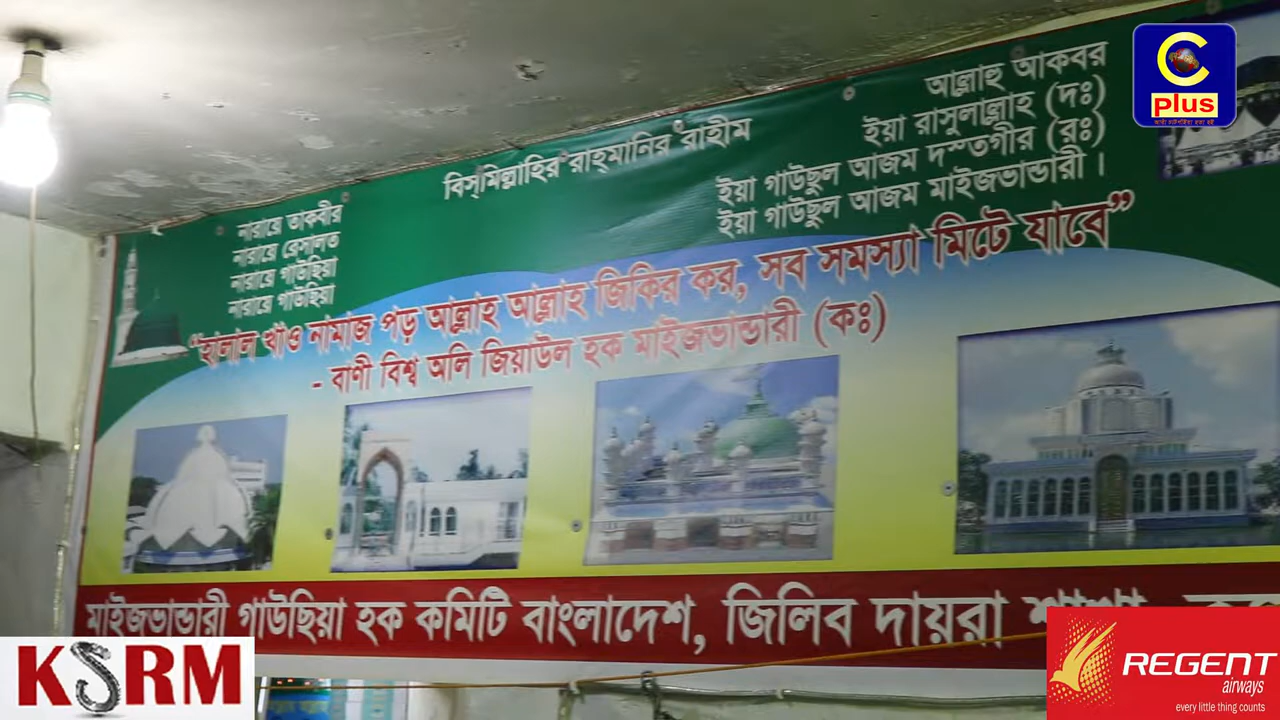 বিস্‌মিল্লাহির রাহ্‌মানির রাহীম
নারায়ে তাকবীর
নারায়ে রেসালত
নারায়ে গাউছিয়া
নারায়ে গাউছিয়া
আল্লাহু আকবর
ইয়া রাসুলাল্লাহ (দঃ)
ইয়া গাউছুল আজম দস্তগীর (রঃ)
ইয়া গাউছুল আজম মাইজভান্ডারী।
“হালাল খাও নামাজ পড় আল্লাহ আল্লাহ জিকির কর, সব সমস্যা মিটে যাবে”
- বাণী বিশ্ব অলি জিয়াউল হক মাইজভান্ডারী (কঃ)
মাইজভান্ডারী গাউছিয়া হক কমিটি বাংলাদেশ, জিলিব দায়রা শাখা
C
plus
KSRM
REGENT
airways
every little thing counts